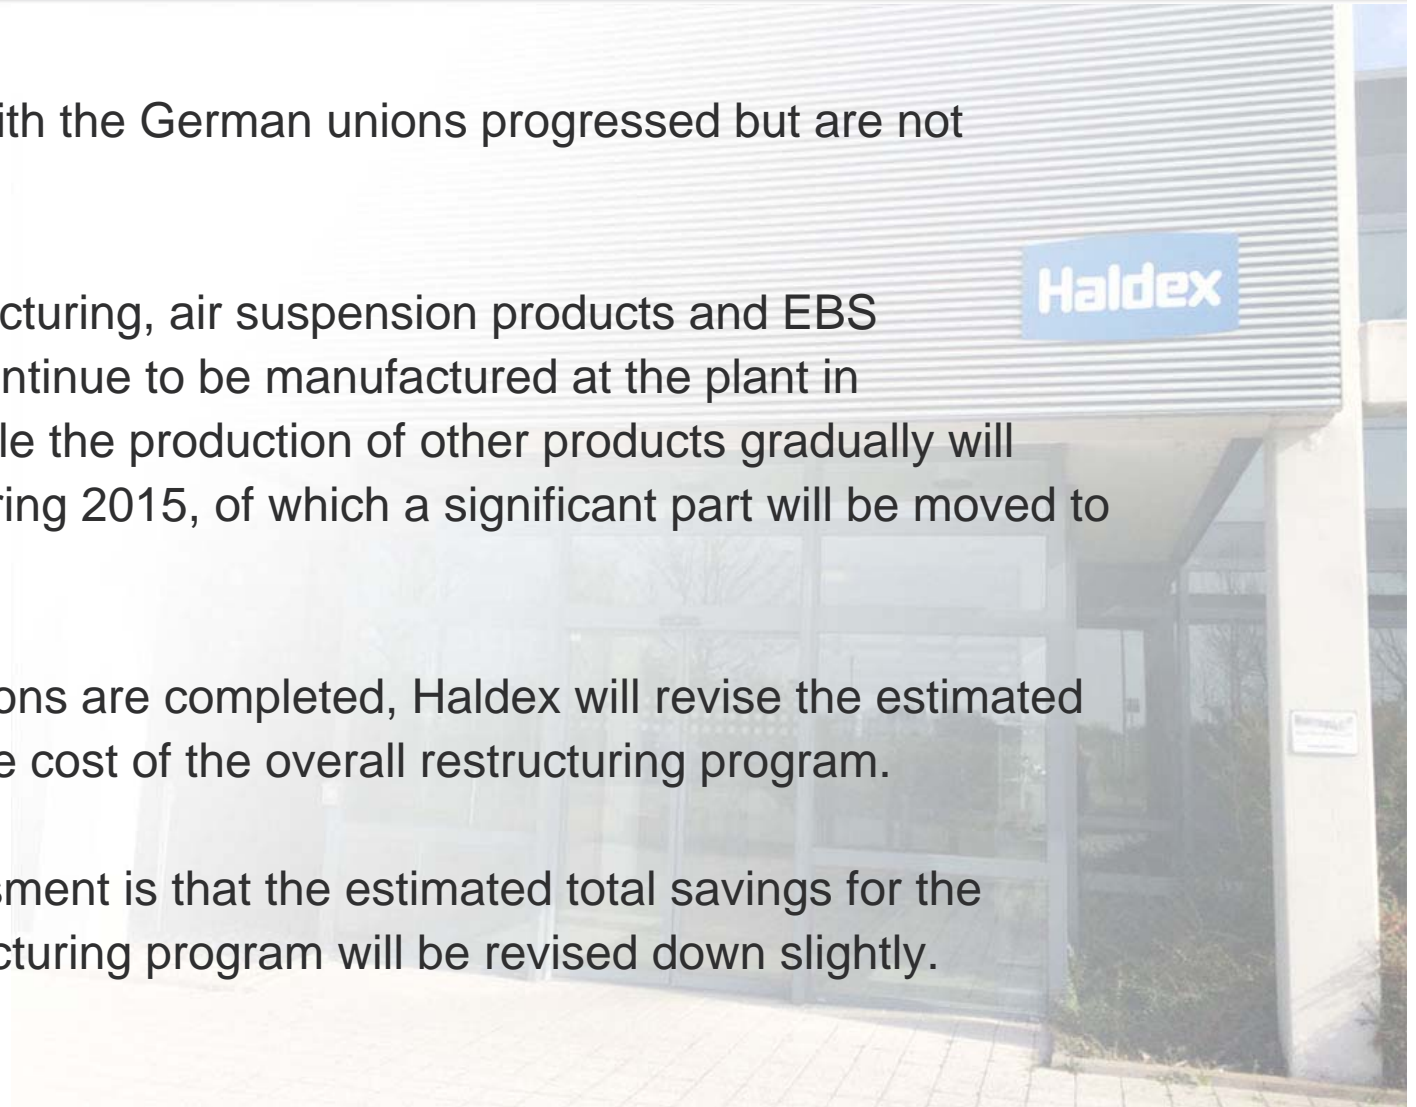 ith the German unions progressed but are not
Haldex
cturing, air suspension products and EBS
ntinue to be manufactured at the plant in
le the production of other products gradually will
ring 2015, of which a significant part will be moved to
ons are completed, Haldex will revise the estimated
e cost of the overall restructuring program.
sment is that the estimated total savings for the
cturing program will be revised down slightly.